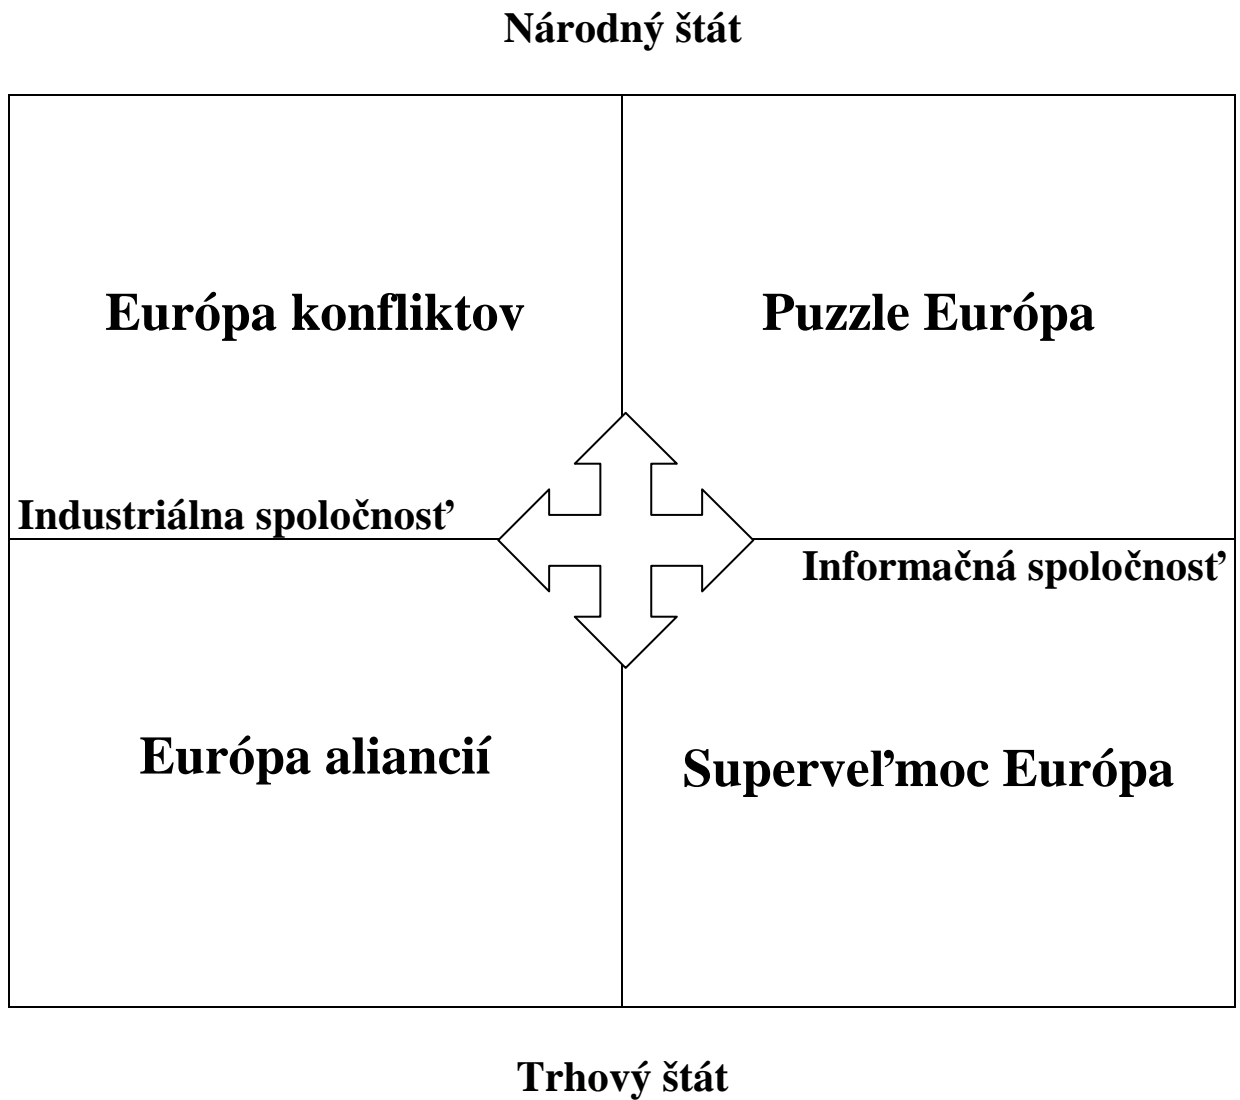 Národný štát
Európa konfliktov
Puzzle Európa
Industriálna spoločnosť
Informačná spoločnosť
Európa aliancií
Superveľmoc Európa
Trhový štát